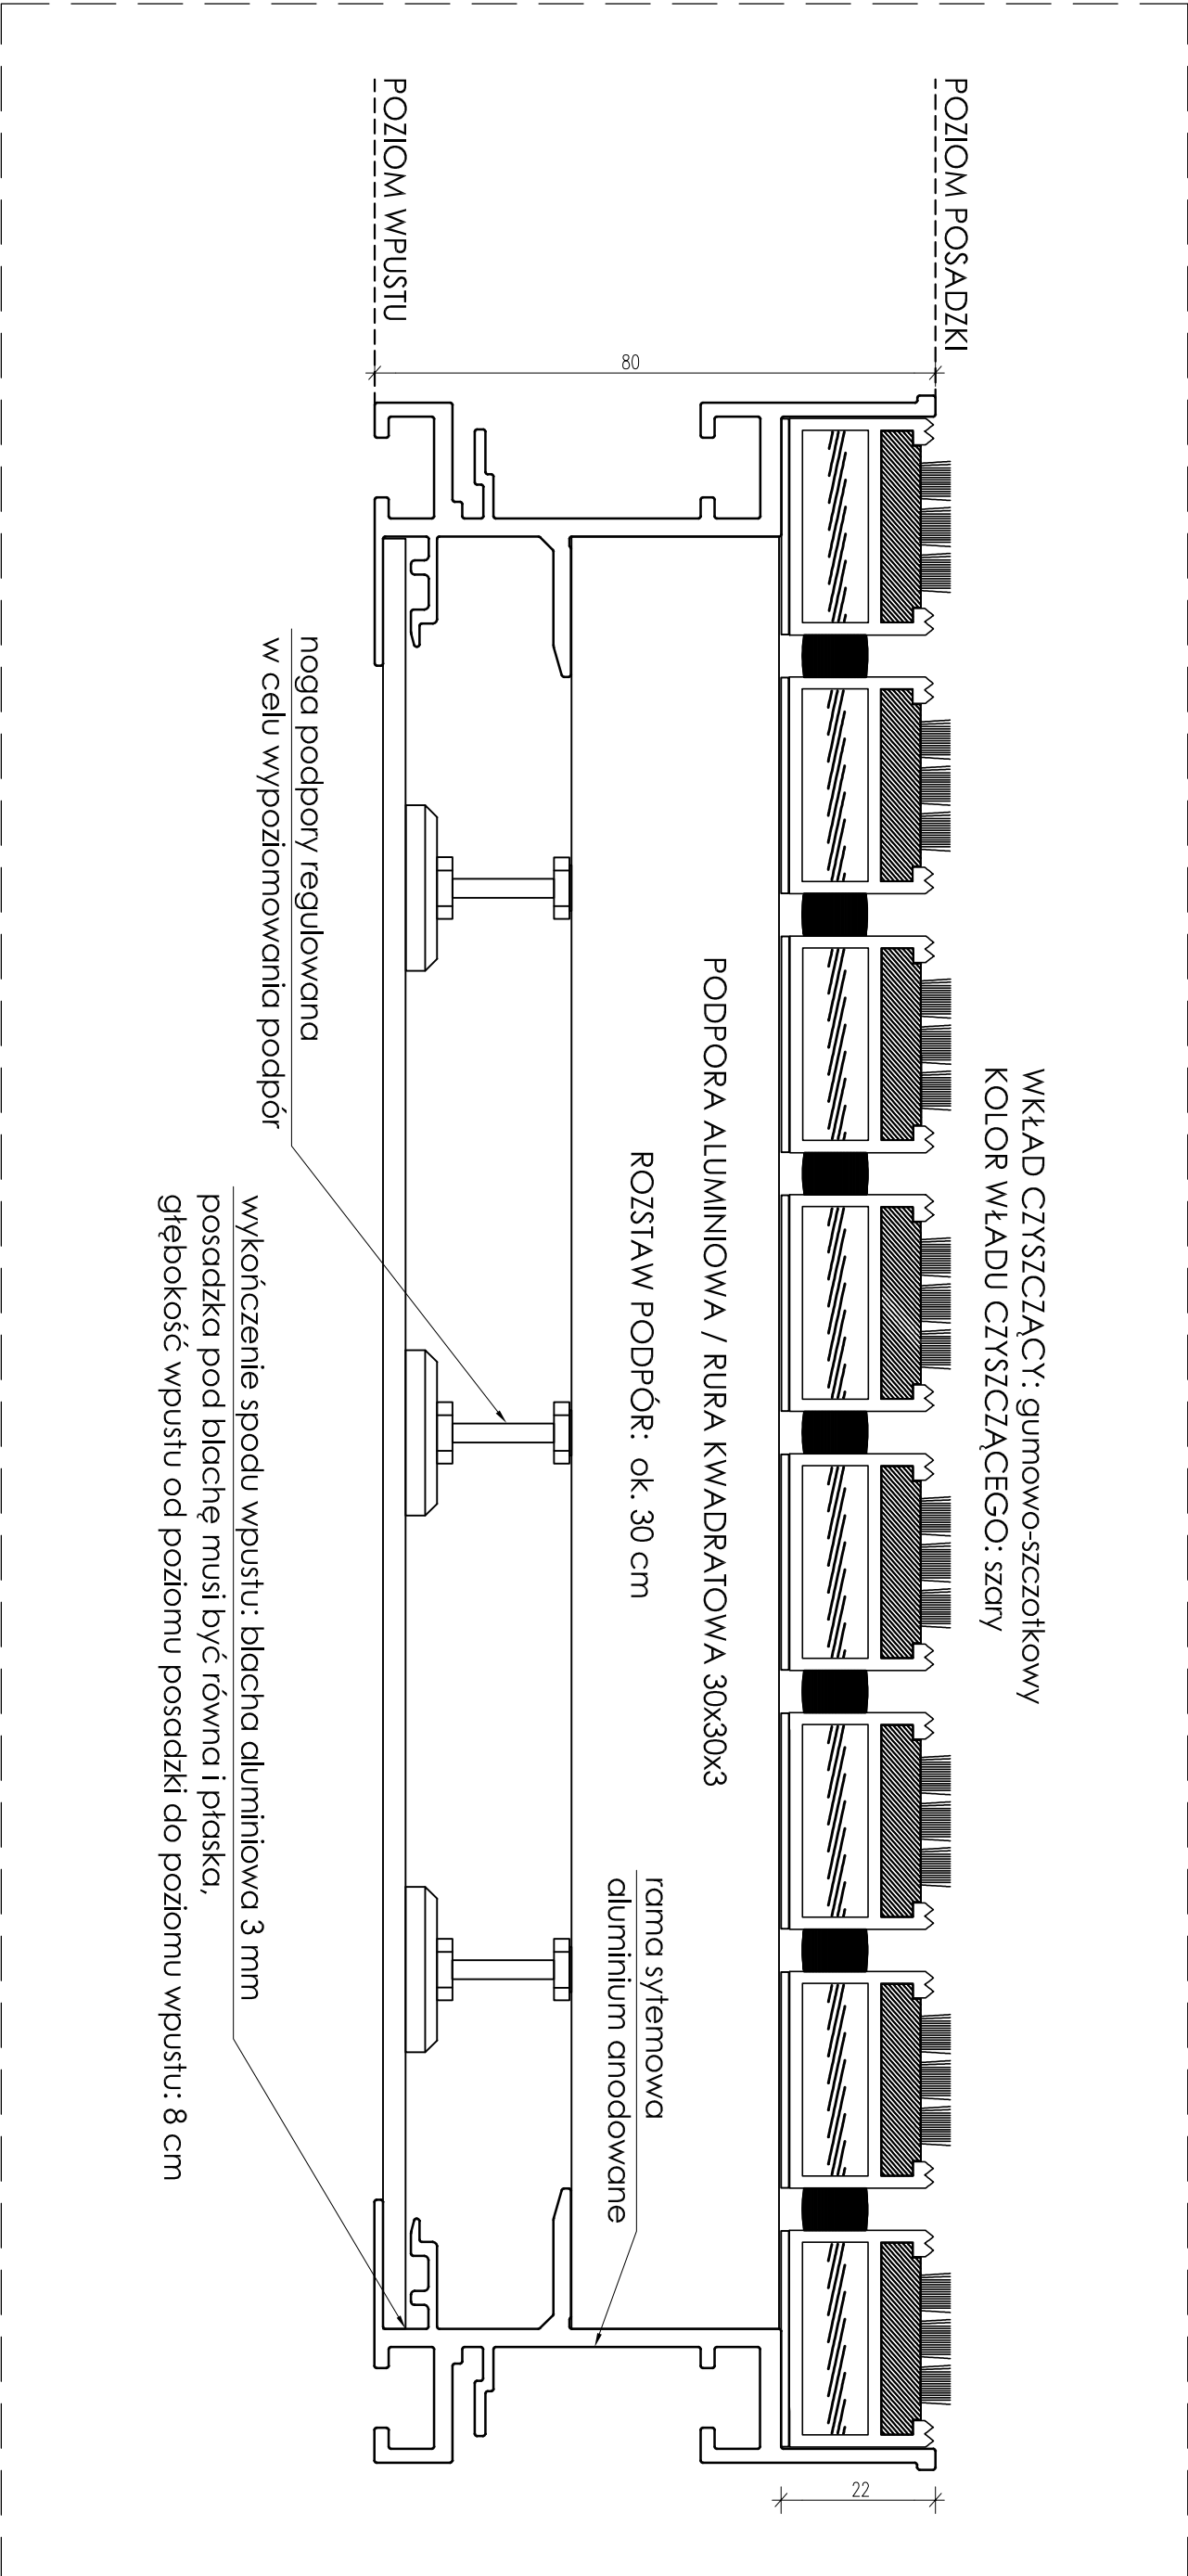 WKŁAD CZYSZCZĄCY: gumowo-szczotkowy
KOLOR WŁADU CZYSZCZĄCEGO: szary
POZIOM POSADZKI
22
80
PODPORA ALUMINIOWA / RURA KWADRATOWA 30x30x3
ROZSTAW PODPÓR: ok. 30 cm
rama sytemowa
aluminium anodowane
POZIOM WPUSTU
noga podpory regulowana
w celu wypoziomowania podpór
wykończenie spodu wpustu: blacha aluminiowa 3 mm
posadzka pod blachę musi być równa i płaska,
głębokość wpustu od poziomu posadzki do poziomu wpustu: 8 cm